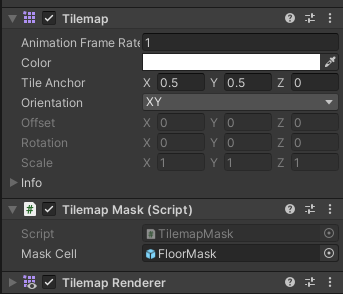 Tilemap
Animation Frame Rate 1
Color
Tile Anchor X 0.5 Y 0.5 Z 0
Orientation XY
Offset X 0 Y 0 Z 0
Rotation X 0 Y 0 Z 0
Scale X 1 Y 1 Z 1
Info
# Tilemap Mask (Script)
Script # TilemapMask
Mask Cell FloorMask
Tilemap Renderer